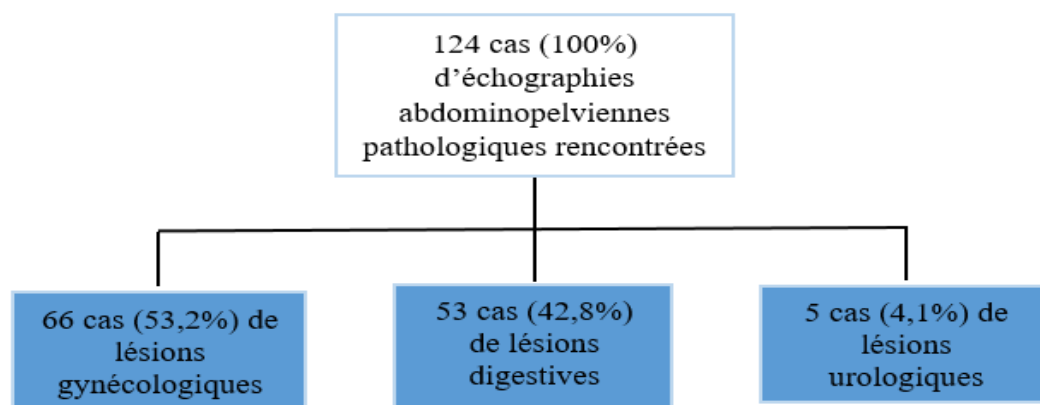 124 cas (100%)
d’échographies
abdominopelviennes
pathologiques rencontrées
66 cas (53,2%) de
lésions
gynécologiques
53 cas (42,8%)
de lésions
digestives
5 cas (4,1%) de
lésions
urologiques